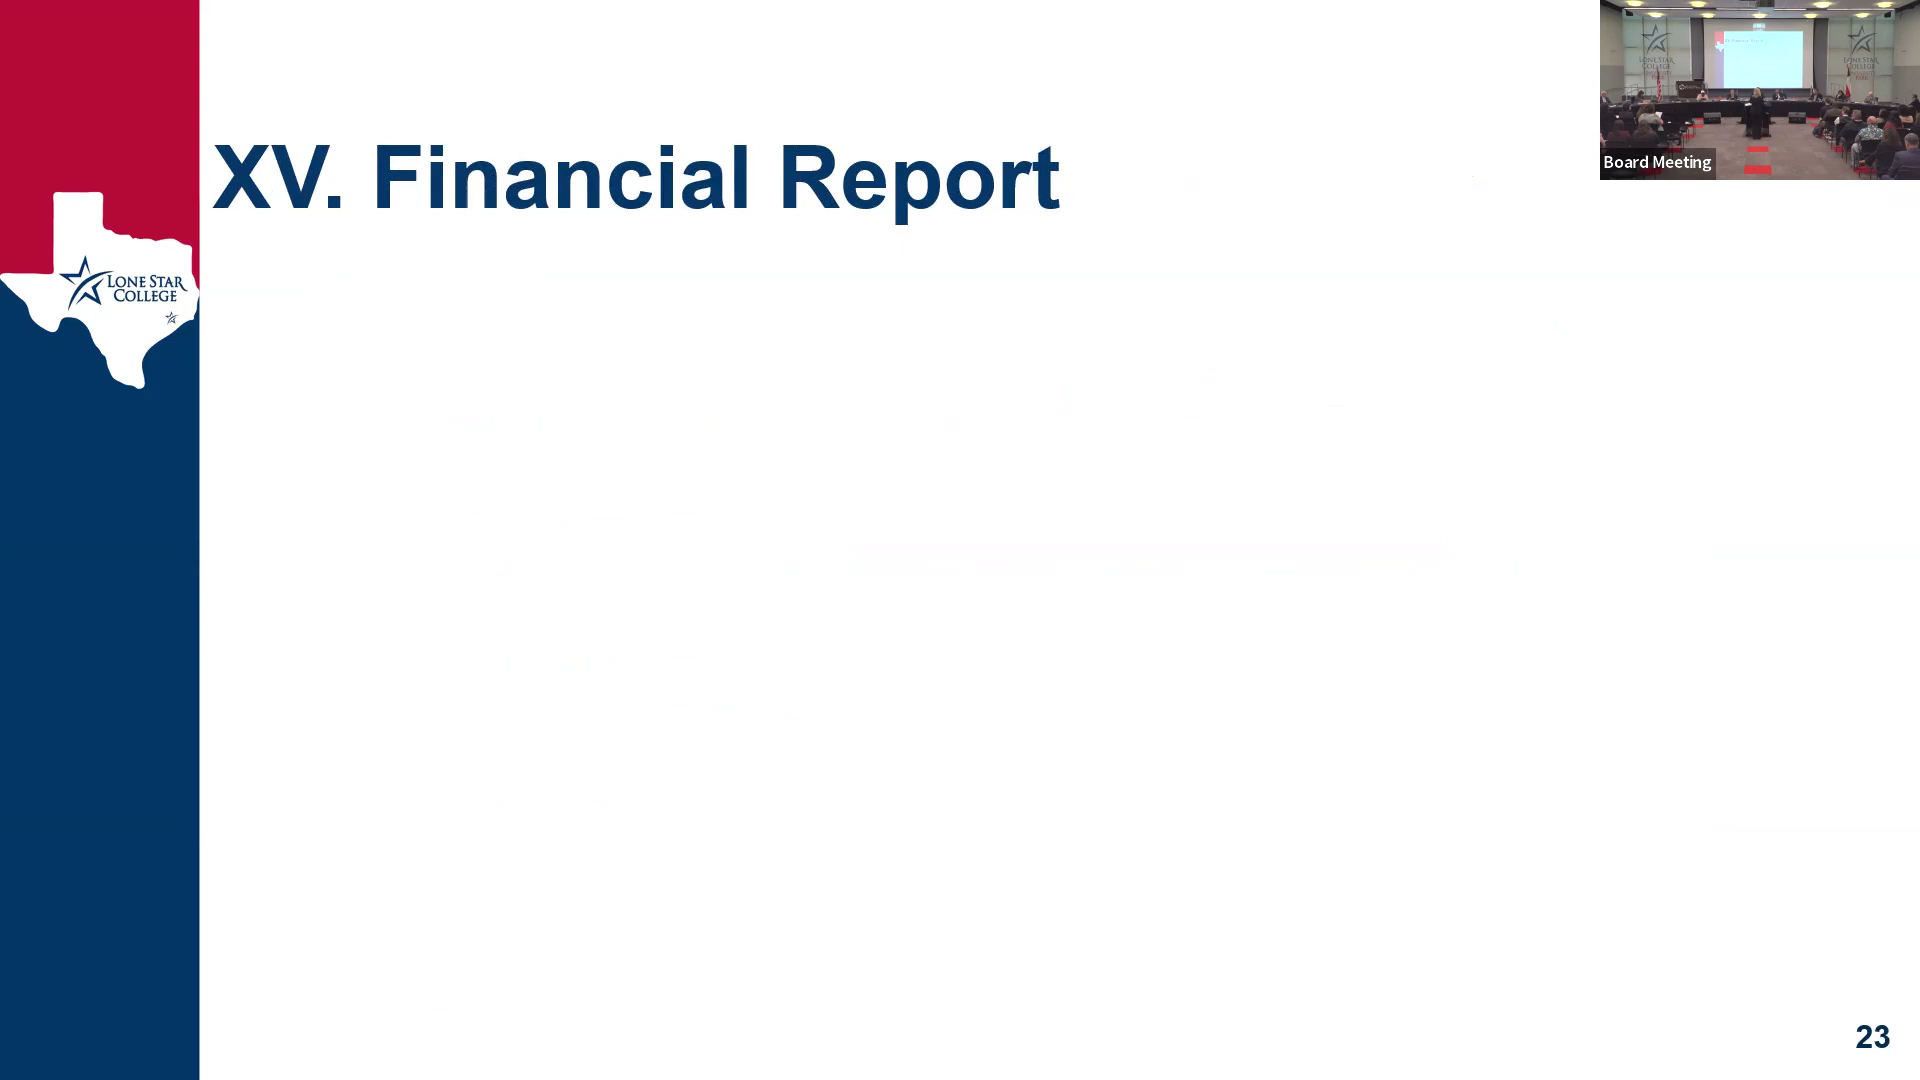 XV. Financial Report
LONE STAR
COLLEGE
Board Meeting
23